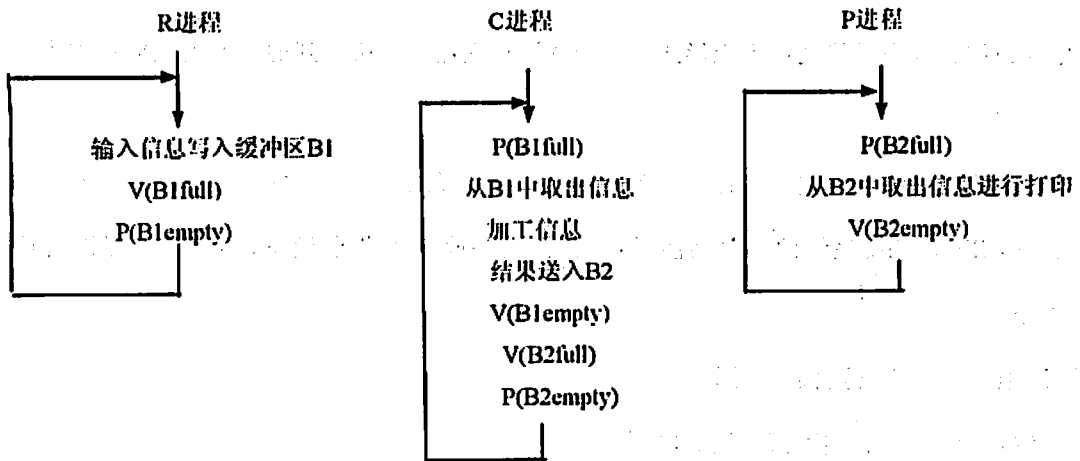 R进程
输入信息写入缓冲区B1
V(B1full)
P(B1empty)
C进程
P(B1full)
从B1中取出信息
加工信息
结果送入B2
V(B1empty)
V(B2full)
P(B2empty)
P进程
P(B2full)
从B2中取出信息进行打印
V(B2empty)